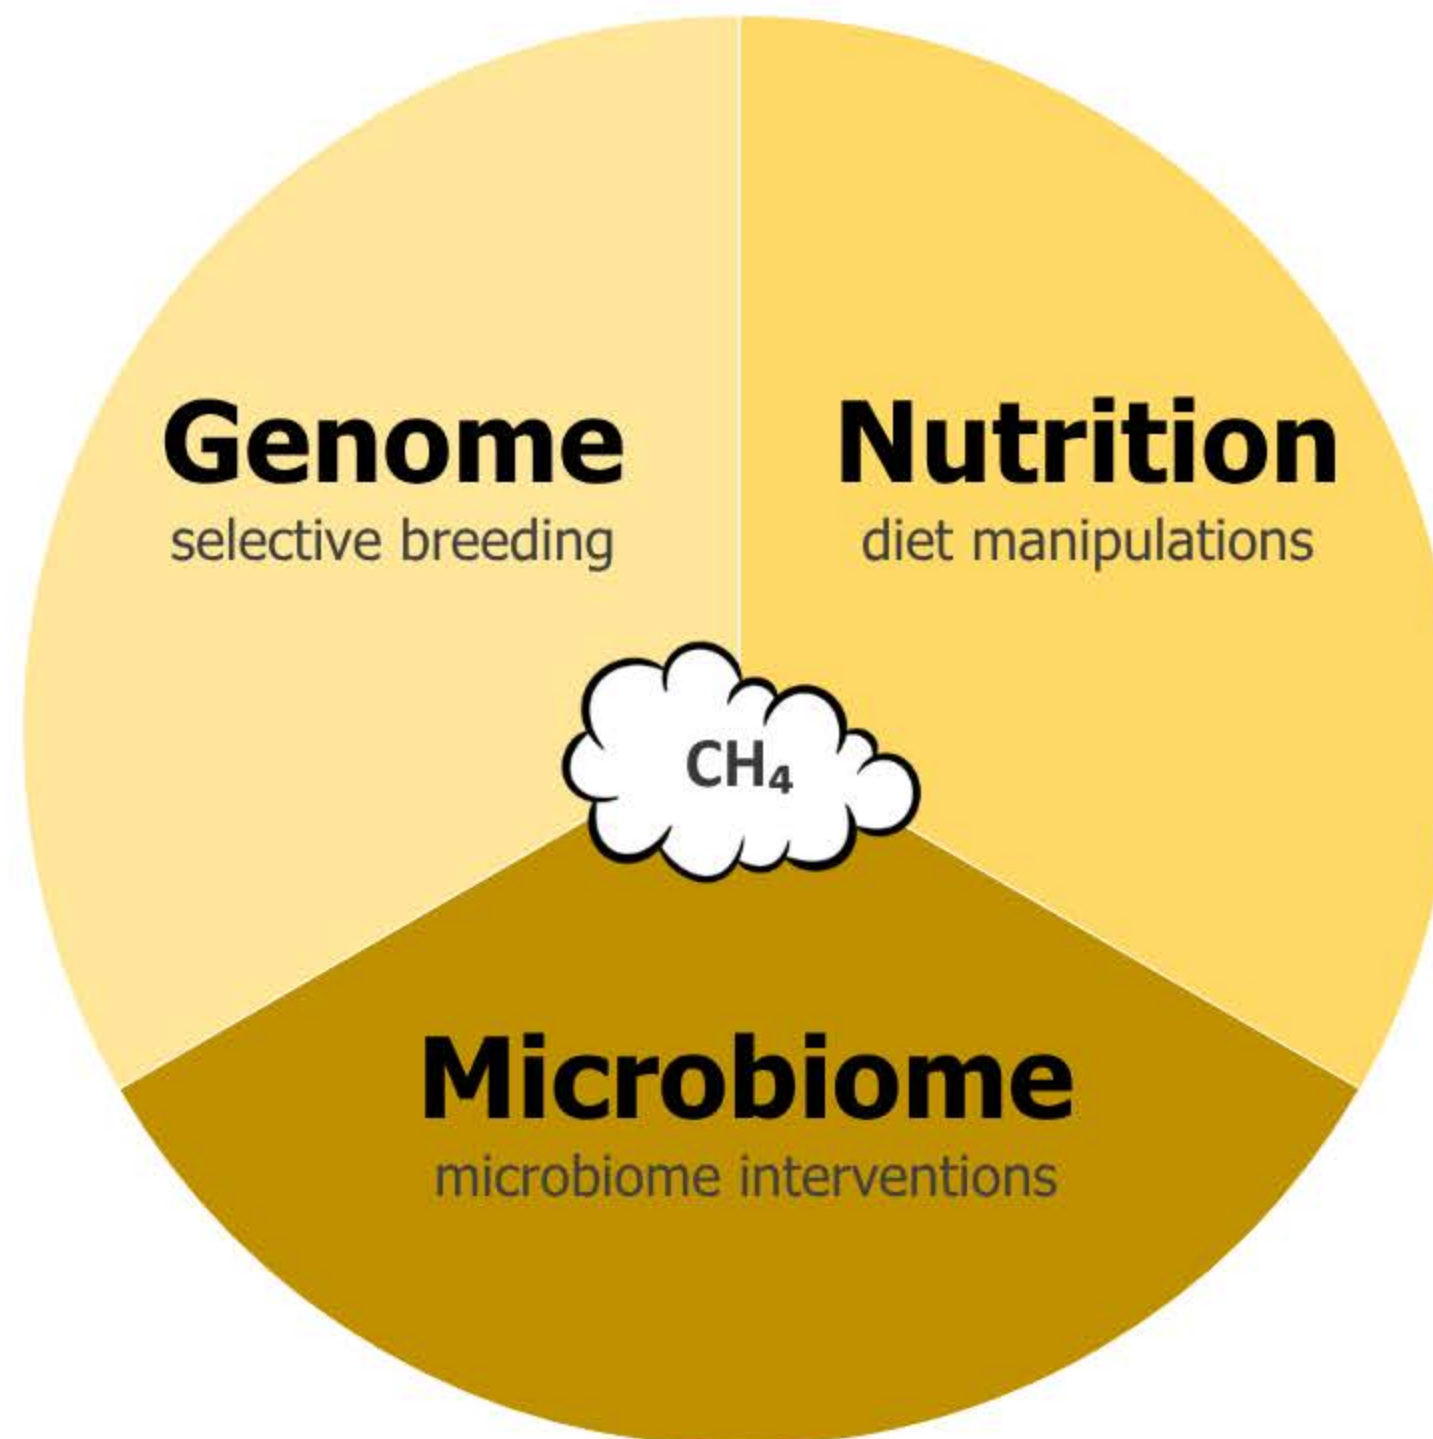 Genome
selective breeding
Nutrition
diet manipulations
CH₄
Microbiome
microbiome interventions